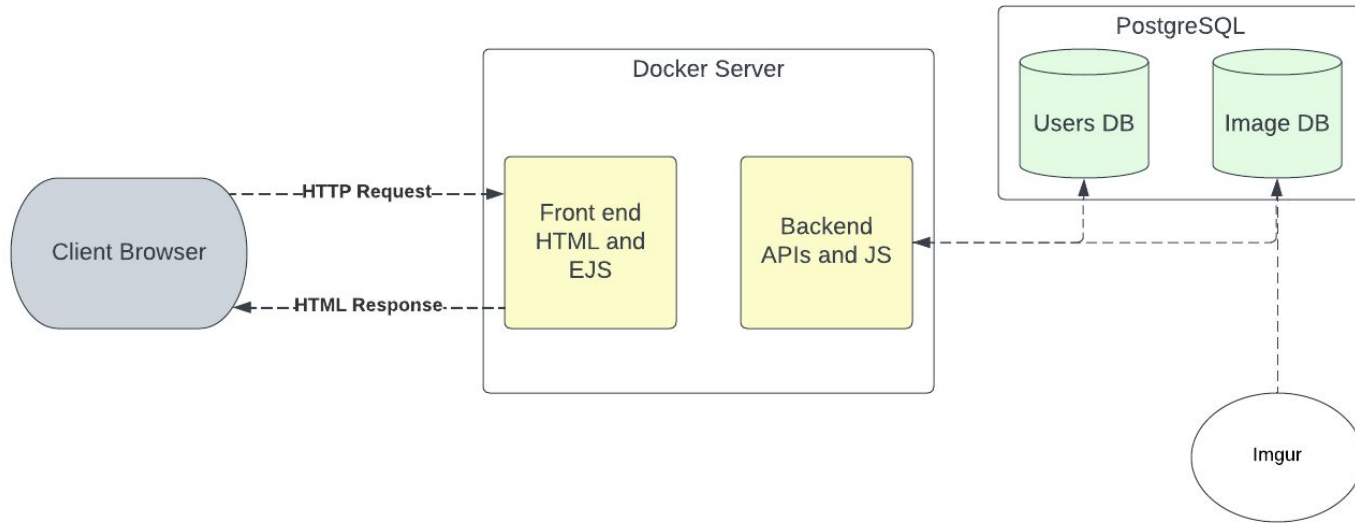 PostgreSQL
Users DB
Image DB
Docker Server
HTTP Request
Client Browser
HTML Response
Front end
HTML and
EJS
Backend
APIs and JS
Imgur